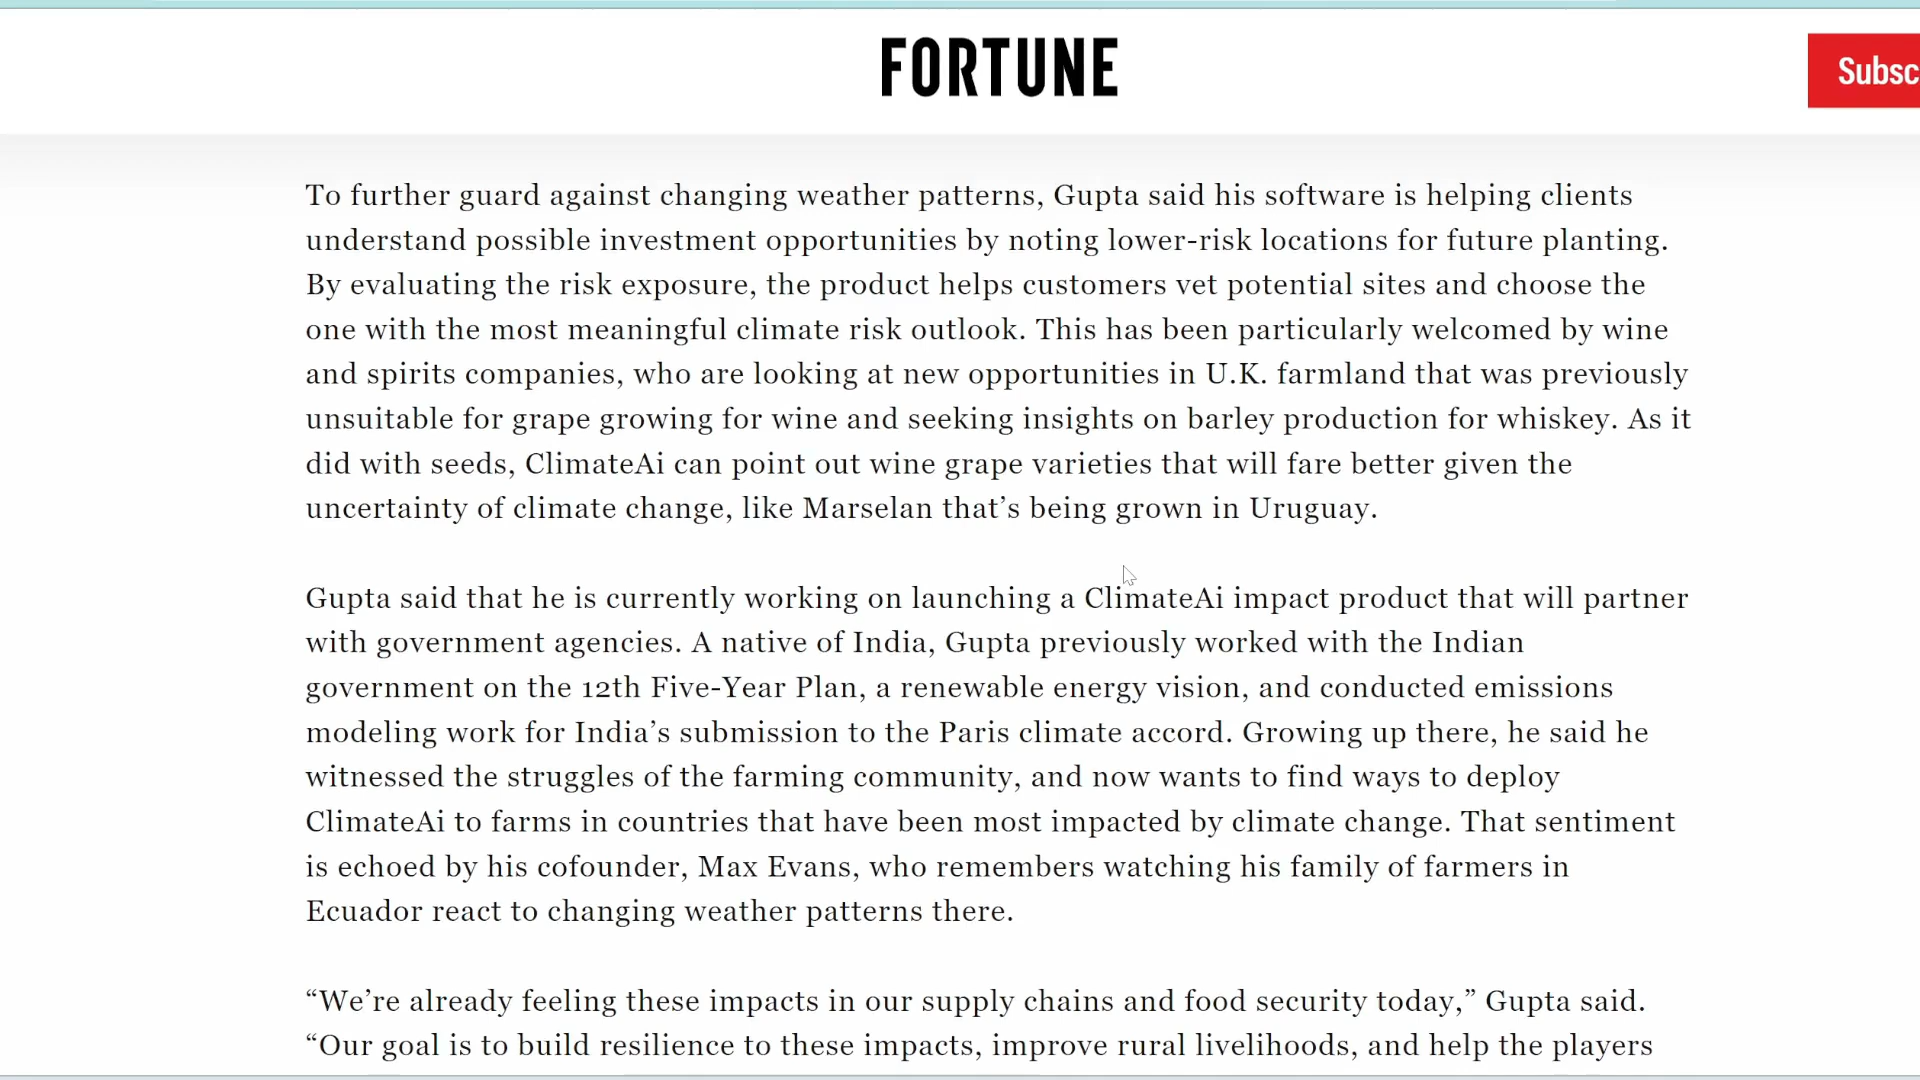 FORTUNE
Subsc
To further guard against changing weather patterns, Gupta said his software is helping clients
understand possible investment opportunities by noting lower-risk locations for future planting.
By evaluating the risk exposure, the product helps customers vet potential sites and choose the
one with the most meaningful climate risk outlook. This has been particularly welcomed by wine
and spirits companies, who are looking at new opportunities in U.K. farmland that was previously
unsuitable for grape growing for wine and seeking insights on barley production for whiskey. As it
did with seeds, ClimateAi can point out wine grape varieties that will fare better given the
uncertainty of climate change, like Marselan that’s being grown in Uruguay.
Gupta said that he is currently working on launching a ClimateAi impact product that will partner
with government agencies. A native of India, Gupta previously worked with the Indian
government on the 12th Five-Year Plan, a renewable energy vision, and conducted emissions
modeling work for India’s submission to the Paris climate accord. Growing up there, he said he
witnessed the struggles of the farming community, and now wants to find ways to deploy
ClimateAi to farms in countries that have been most impacted by climate change. That sentiment
is echoed by his cofounder, Max Evans, who remembers watching his family of farmers in
Ecuador react to changing weather patterns there.
“We’re already feeling these impacts in our supply chains and food security today,” Gupta said.
“Our goal is to build resilience to these impacts, improve rural livelihoods, and help the players